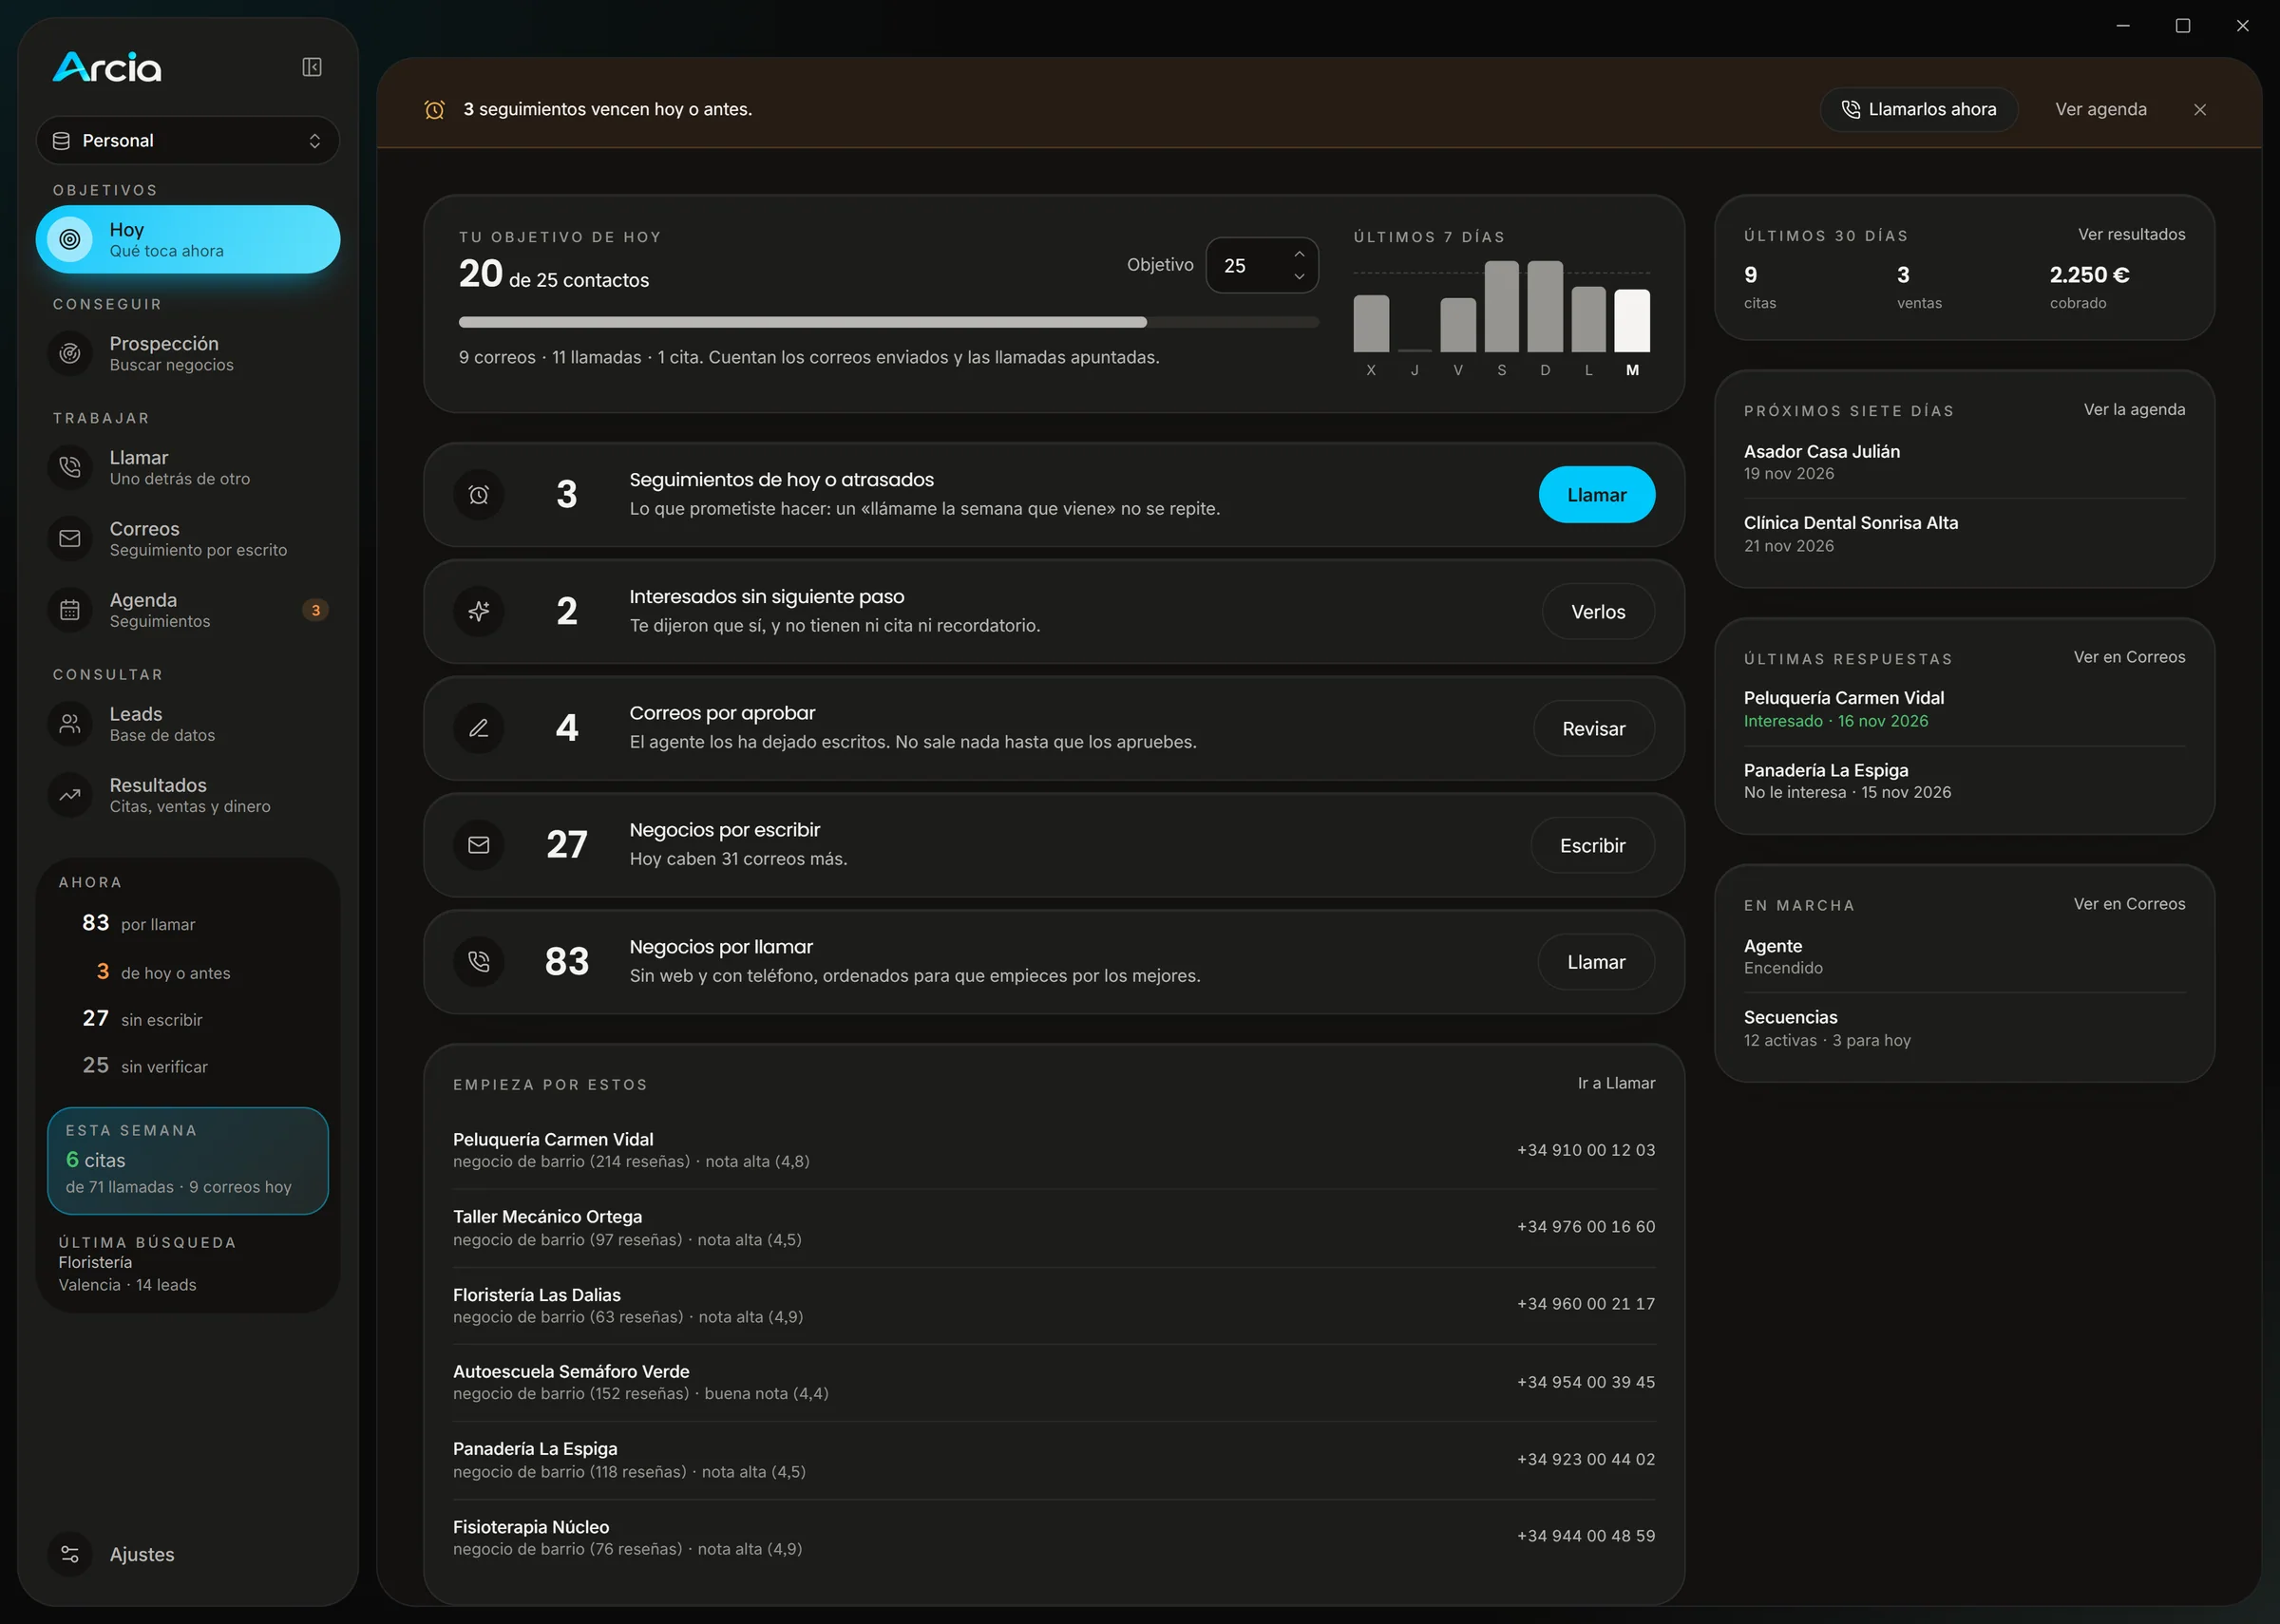 Arcia
Personal
OBJETIVOS
Hoy
Qué toca ahora
CONSEGUIR
Prospección
Buscar negocios
TRABAJAR
Llamar
Uno detrás de otro
Correos
Seguimiento por escrito
Agenda
Seguimientos
3
CONSULTAR
Leads
Base de datos
Resultados
Citas, ventas y dinero
AHORA
83 por llamar
3 de hoy o antes
27 sin escribir
25 sin verificar
ESTA SEMANA
6 citas
de 71 llamadas · 9 correos hoy
ÚLTIMA BÚSQUEDA
Floristería
Valencia · 14 leads
Ajustes
3 seguimientos vencen hoy o antes.
Llamarlos ahora
Ver agenda
TU OBJETIVO DE HOY
20 de 25 contactos
Objetivo 25
9 correos · 11 llamadas · 1 cita. Cuentan los correos enviados y las llamadas apuntadas.
ÚLTIMOS 7 DÍAS
X J V S D L M
3
Seguimientos de hoy o atrasados
Lo que prometiste hacer: un «llámame la semana que viene» no se repite.
Llamar
2
Interesados sin siguiente paso
Te dijeron que sí, y no tienen ni cita ni recordatorio.
Verlos
4
Correos por aprobar
El agente los ha dejado escritos. No sale nada hasta que los apruebes.
Revisar
27
Negocios por escribir
Hoy caben 31 correos más.
Escribir
83
Negocios por llamar
Sin web y con teléfono, ordenados para que empieces por los mejores.
Llamar
EMPIEZA POR ESTOS
Ir a Llamar
Peluquería Carmen Vidal
negocio de barrio (214 reseñas) · nota alta (4,8)
+34 910 00 12 03
Taller Mecánico Ortega
negocio de barrio (97 reseñas) · nota alta (4,5)
+34 976 00 16 60
Floristería Las Dalias
negocio de barrio (63 reseñas) · nota alta (4,9)
+34 960 00 21 17
Autoescuela Semáforo Verde
negocio de barrio (152 reseñas) · buena nota (4,4)
+34 954 00 39 45
Panadería La Espiga
negocio de barrio (118 reseñas) · nota alta (4,5)
+34 923 00 44 02
Fisioterapia Núcleo
negocio de barrio (76 reseñas) · nota alta (4,9)
+34 944 00 48 59
ÚLTIMOS 30 DÍAS
Ver resultados
9 3 2.250 €
citas ventas cobrado
PRÓXIMOS SIETE DÍAS
Ver la agenda
Asador Casa Julián
19 nov 2026
Clínica Dental Sonrisa Alta
21 nov 2026
ÚLTIMAS RESPUESTAS
Ver en Correos
Peluquería Carmen Vidal
Interesado · 16 nov 2026
Panadería La Espiga
No le interesa · 15 nov 2026
EN MARCHA
Ver en Correos
Agente
Encendido
Secuencias
12 activas · 3 para hoy